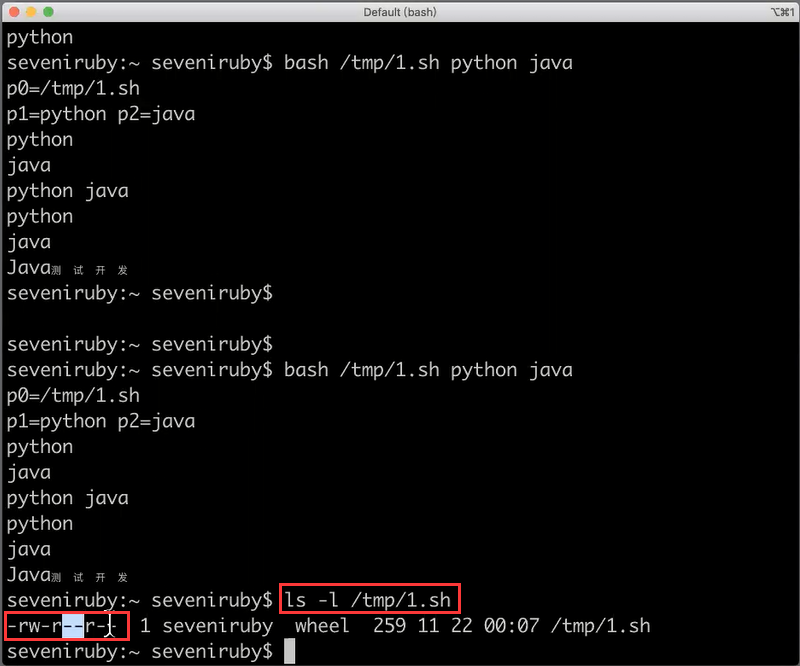 Default (bash)
⌥⌘1
python
seveniruby:~ seveniruby$ bash /tmp/1.sh python java
p0=/tmp/1.sh
p1=python p2=java
python
java
python java
python
java
Java测试开发
seveniruby:~ seveniruby$
seveniruby:~ seveniruby$
seveniruby:~ seveniruby$ bash /tmp/1.sh python java
p0=/tmp/1.sh
p1=python p2=java
python
java
python java
python
java
Java测试开发
seveniruby:~ seveniruby$ ls -l /tmp/1.sh
-rw-r--r-- 1 seveniruby wheel 259 11 22 00:07 /tmp/1.sh
seveniruby:~ seveniruby$